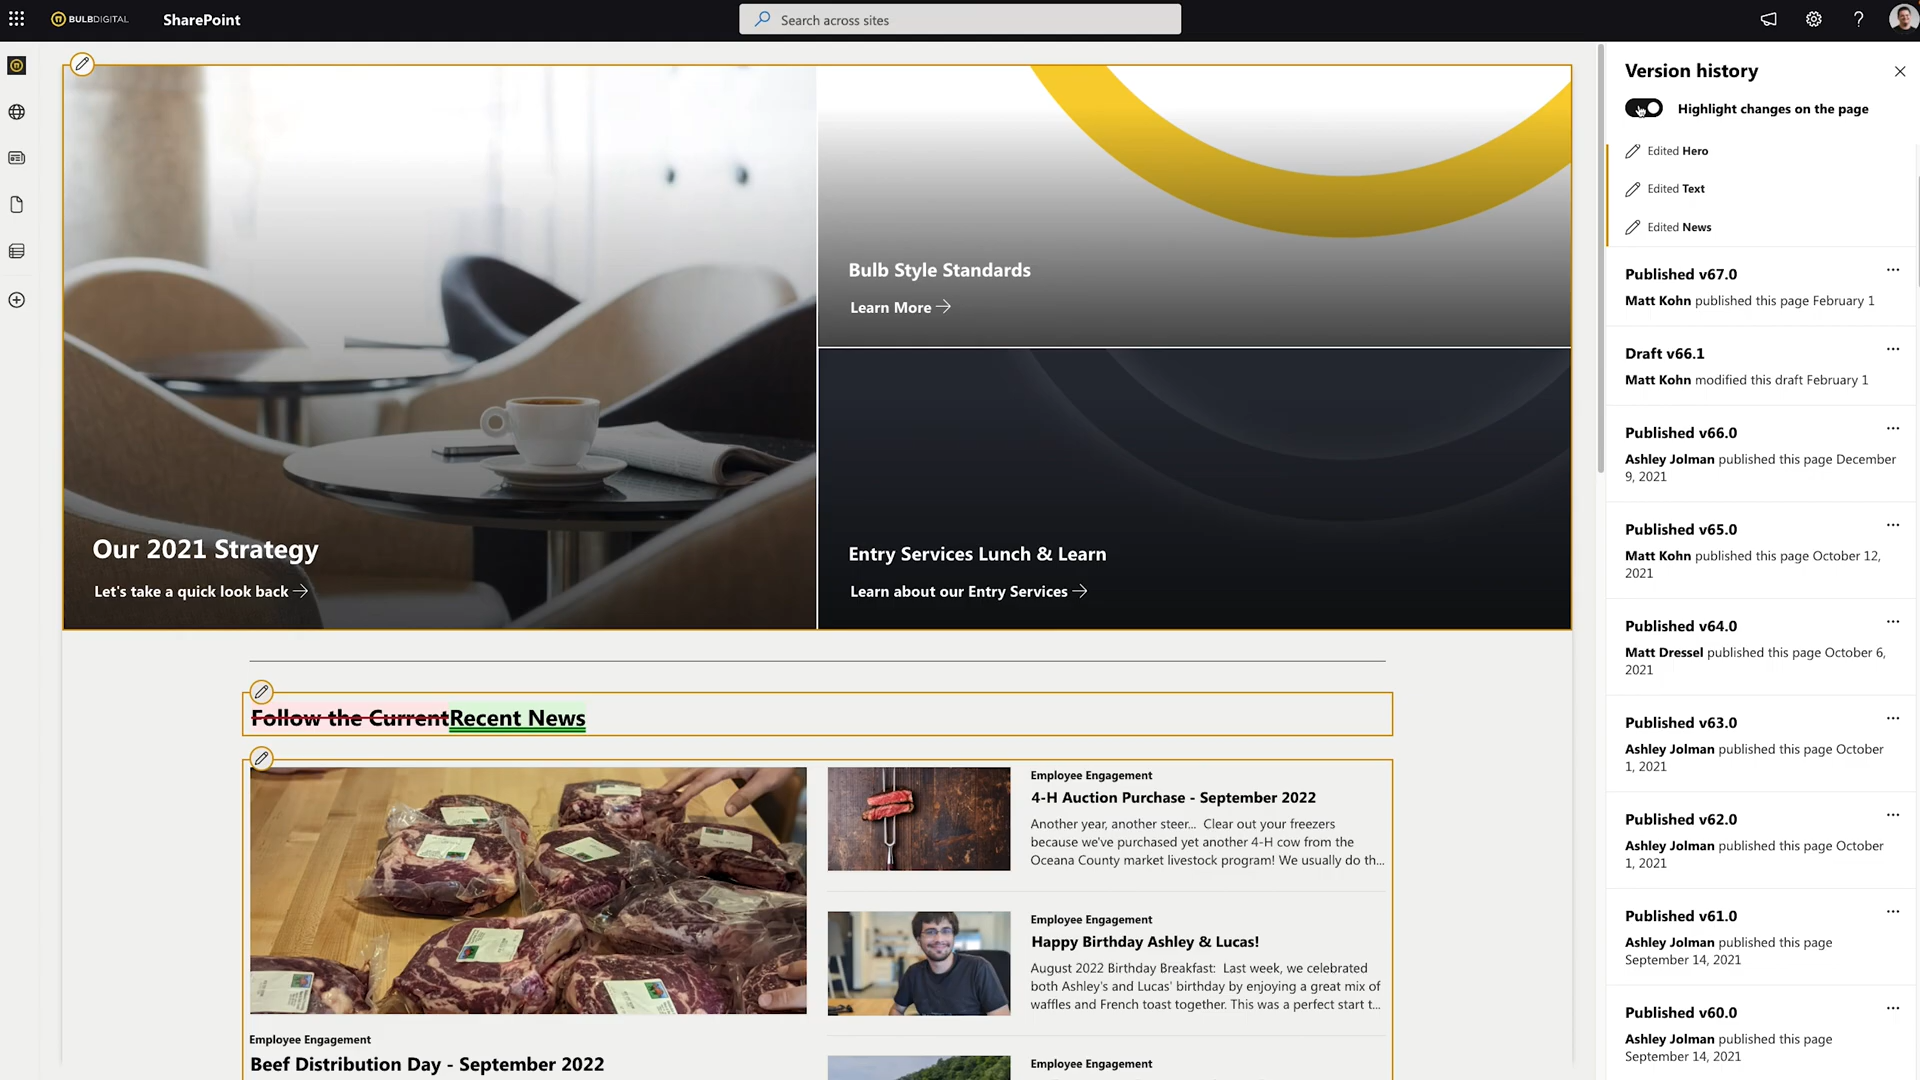 BULBDIGITAL
SharePoint
Search across sites
Our 2021 Strategy
Let's take a quick look back
Bulb Style Standards
Learn More
Entry Services Lunch & Learn
Learn about our Entry Services
Follow the CurrentRecent News
Employee Engagement
Beef Distribution Day - September 2022
Employee Engagement
4-H Auction Purchase - September 2022
Another year, another steer... Clear out your freezers
because we've purchased yet another 4-H cow from the
Oceana County market livestock program! We usually do th...
Employee Engagement
Happy Birthday Ashley & Lucas!
August 2022 Birthday Breakfast: Last week, we celebrated
both Ashley's and Lucas' birthday by enjoying a great mix of
waffles and French toast together. This was a perfect start t...
Employee Engagement
Version history
Highlight changes on the page
Edited Hero
Edited Text
Edited News
Published v67.0
Matt Kohn published this page February 1
Draft v66.1
Matt Kohn modified this draft February 1
Published v66.0
Ashley Jolman published this page December
9, 2021
Published v65.0
Matt Kohn published this page October 12,
2021
Published v64.0
Matt Dressel published this page October 6,
2021
Published v63.0
Ashley Jolman published this page October
1, 2021
Published v62.0
Ashley Jolman published this page October
1, 2021
Published v61.0
Ashley Jolman published this page
September 14, 2021
Published v60.0
Ashley Jolman published this page
September 14, 2021